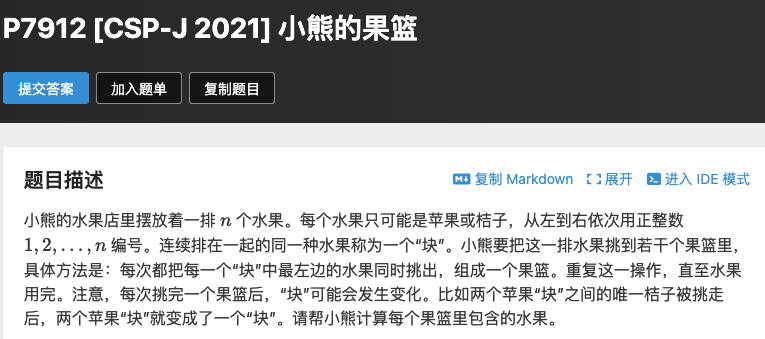 P7912 [CSP-J 2021] 小熊的果篮
提交答案 加入题单 复制题目
题目描述 复制 Markdown 展开 进入 IDE 模式
小熊的水果店里摆放着一排 n 个水果。每个水果只可能是苹果或桔子，从左到右依次用正整数
1, 2, …, n 编号。连续排在一起的同一种水果称为一个“块”。小熊要把这一排水果挑到若干个果篮里，
具体方法是：每次都把每一个“块”中最左边的水果同时挑出，组成一个果篮。重复这一操作，直至水果
用完。注意，每次挑完一个果篮后，“块”可能会发生变化。比如两个苹果“块”之间的唯一桔子被挑走
后，两个苹果“块”就变成了一个“块”。请帮小熊计算每个果篮里包含的水果。